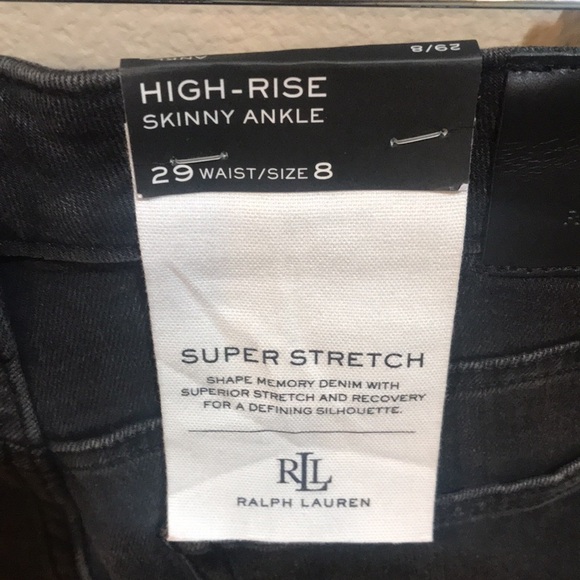 29/8
HIGH-RISE
SKINNY ANKLE
29 WAIST/SIZE 8
SUPER STRETCH
SHAPE MEMORY DENIM WITH
SUPERIOR STRETCH AND RECOVERY
FOR A DEFINING SILHOUETTE.
RLL
RALPH LAUREN